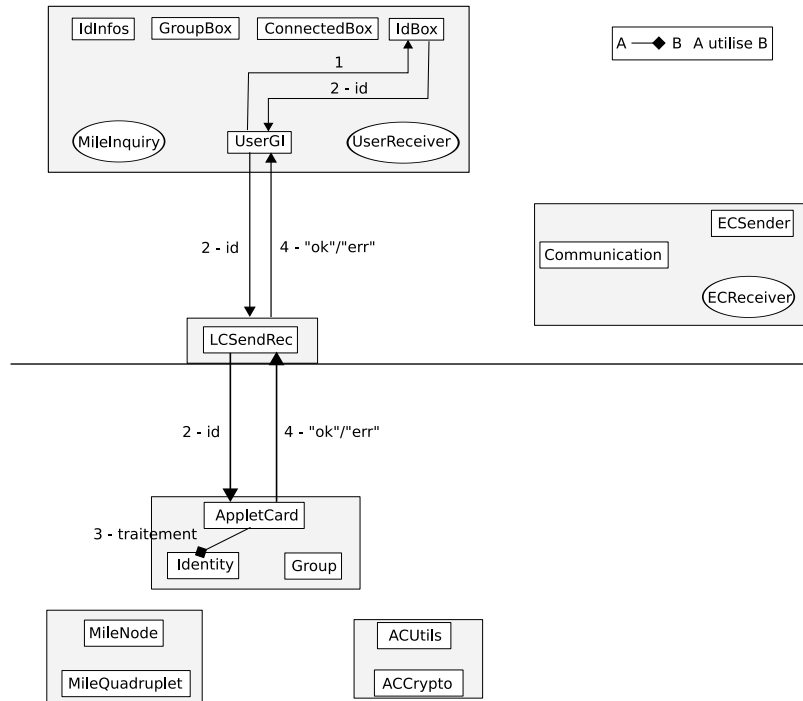 IdInfos
GroupBox
ConnectedBox
IdBox
A B A utilise B
1
2 - id
MileInquiry
UserGI
UserReceiver
ECSender
Communication
ECReceiver
2 - id
4 - "ok"/"err"
LCSendRec
2 - id
4 - "ok"/"err"
AppletCard
3 - traitement
Identity
Group
MileNode
MileQuadruplet
ACUtils
ACCrypto